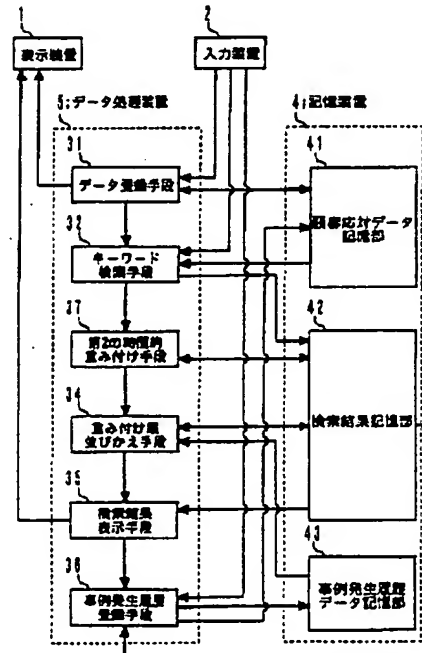 1
表示装置
2
入力装置
5:データ処理装置
4:記憶装置
31
データ登録手段
32
キーワード
検索手段
37
第2の時間的
重み付け手段
34
重み付け順
並びかえ手段
35
検索結果
表示手段
36
事例発生履歴
登録手段
41
顧客応対データ
記憶部
42
検索結果記憶部
43
事例発生履歴
データ記憶部